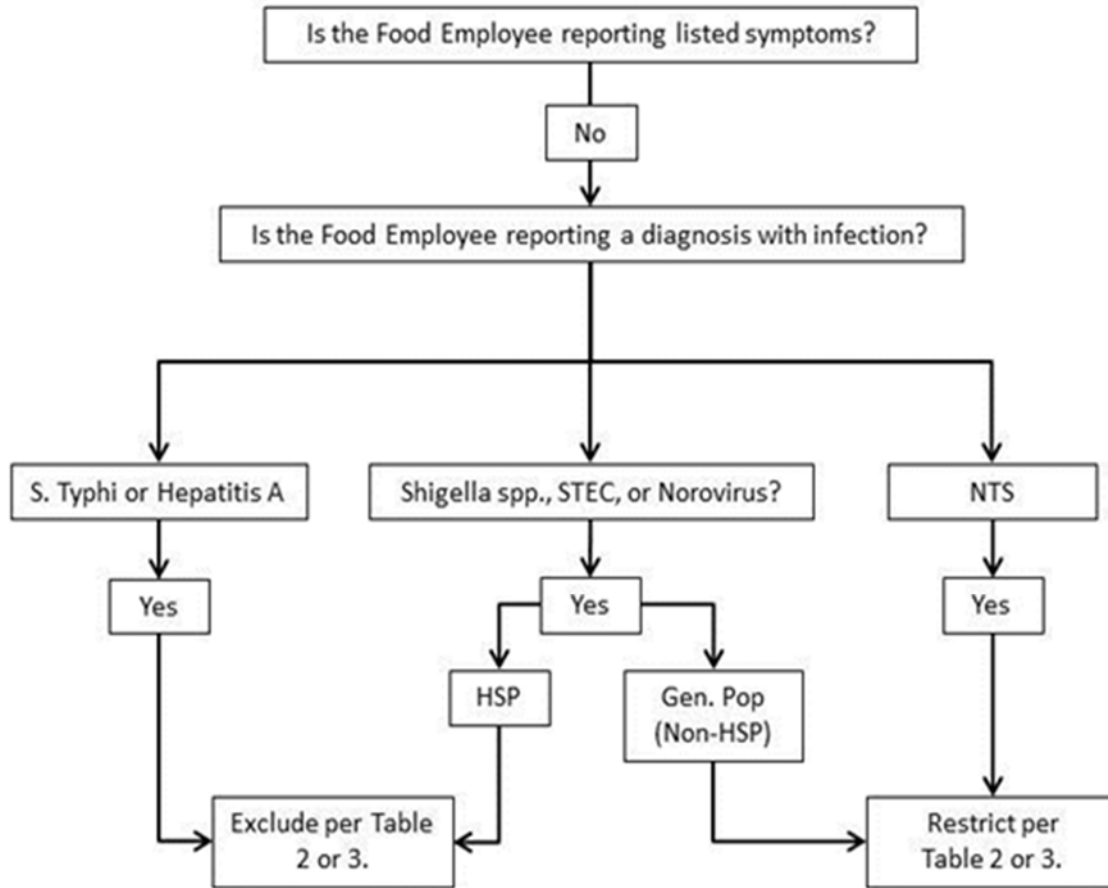 Is the Food Employee reporting listed symptoms?
No
Is the Food Employee reporting a diagnosis with infection?
S. Typhi or Hepatitis A
Shigella spp., STEC, or Norovirus?
NTS
Yes
Yes
Yes
HSP
Gen. Pop
(Non-HSP)
Exclude per Table
2 or 3.
Restrict per
Table 2 or 3.